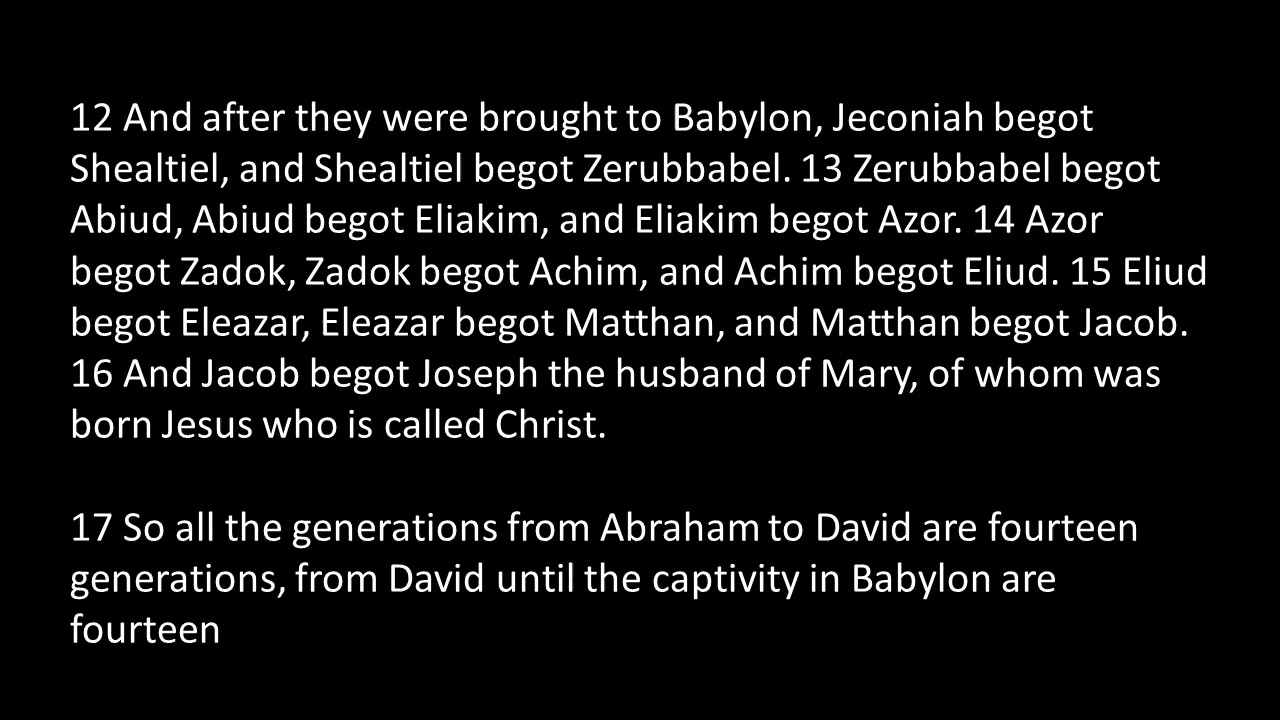 12 And after they were brought to Babylon, Jeconiah begot
Shealtiel, and Shealtiel begot Zerubbabel. 13 Zerubbabel begot
Abiud, Abiud begot Eliakim, and Eliakim begot Azor. 14 Azor
begot Zadok, Zadok begot Achim, and Achim begot Eliud. 15 Eliud
begot Eleazar, Eleazar begot Matthan, and Matthan begot Jacob.
16 And Jacob begot Joseph the husband of Mary, of whom was
born Jesus who is called Christ.
17 So all the generations from Abraham to David are fourteen
generations, from David until the captivity in Babylon are
fourteen